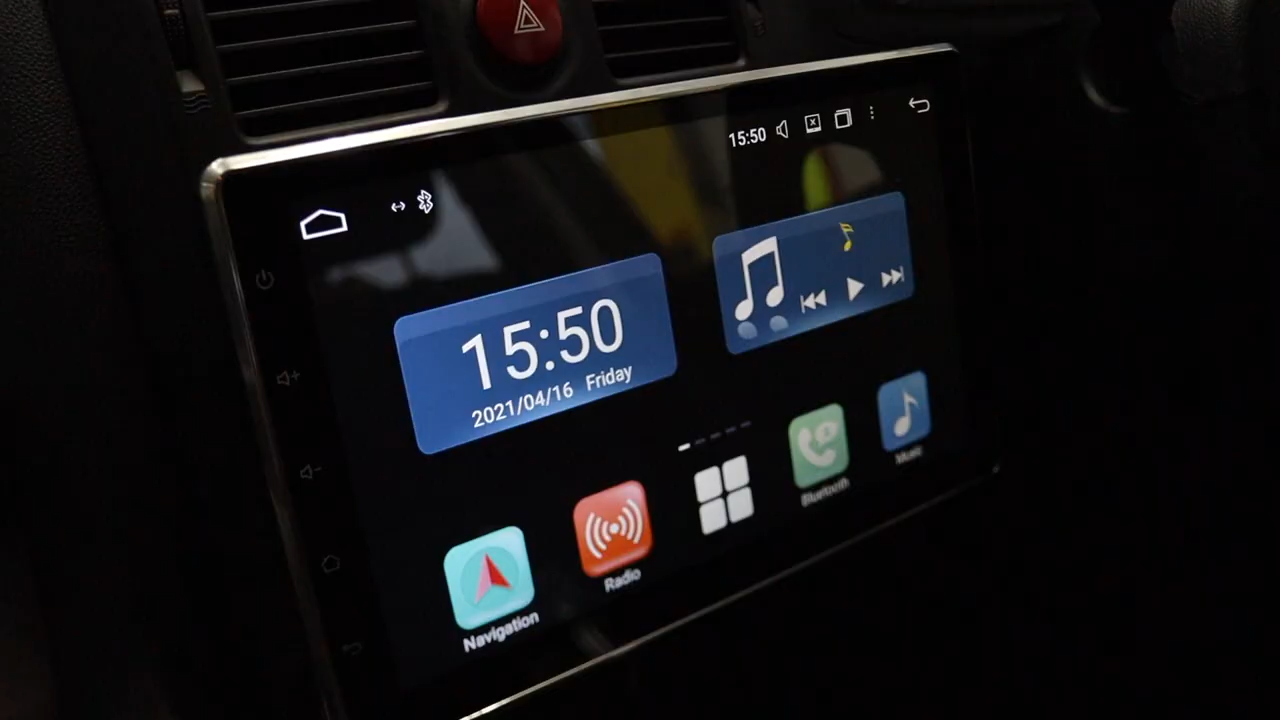 15:50
15:50
2021/04/16 Friday
Navigation
Radio
Bluetooth
Music